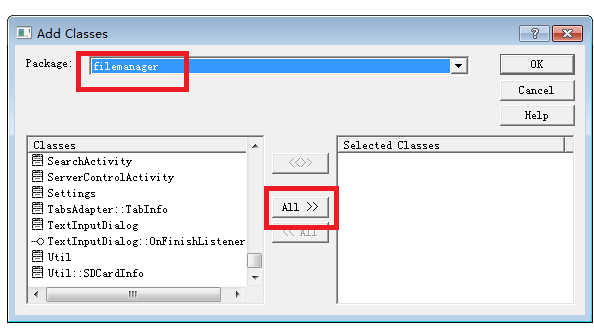 Add Classes
Package: filemanager
OK
Cancel
Help
Classes
SearchActivity
ServerControlActivity
Settings
TabsAdapter::TabInfo
TextInputDialog
TextInputDialog::OnFinishListener
Util
Util::SDCardInfo
<<>>
All >>
<< All
Selected Classes